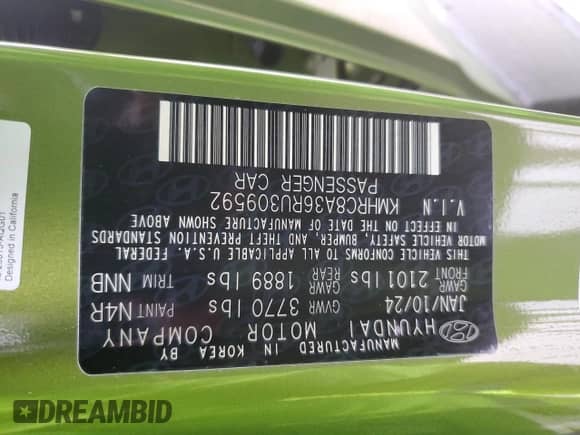 MANUFACTURED IN KOREA BY
HYUNDAI MOTOR COMPANY
JAN/10/24 GVWR 3770 lbs PAINT N4R
GAWR FRONT 2101 lbs GAWR REAR 1889 lbs TRIM NNB
THIS VEHICLE CONFORMS TO ALL APPLICABLE U.S.A. FEDERAL
MOTOR VEHICLE SAFETY, BUMPER, AND THEFT PREVENTION STANDARDS
IN EFFECT ON THE DATE OF MANUFACTURE SHOWN ABOVE
V.I.N KMHRC8A36RU309592
PASSENGER CAR
Designed in California
DREAMBID